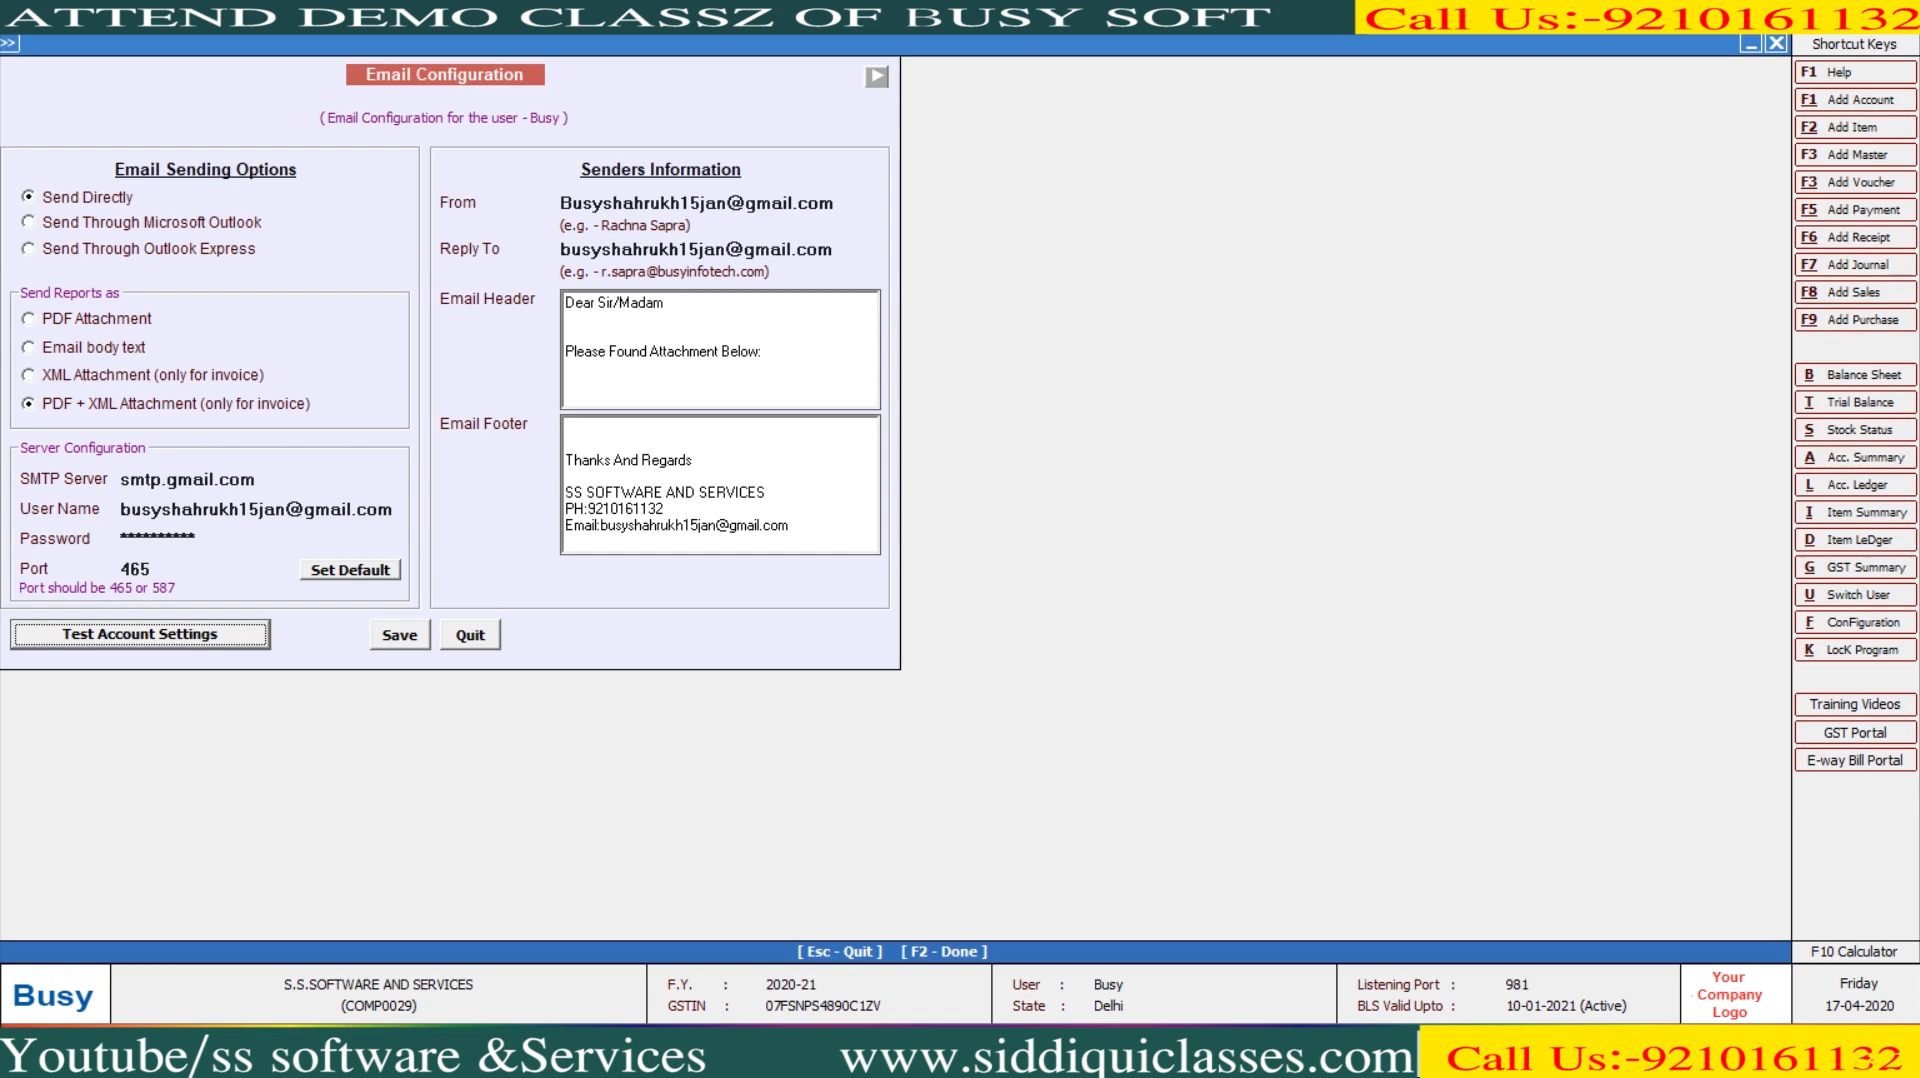 ATTEND DEMO CLASSZ OF BUSY SOFT
Call Us:-9210161132
>>
Shortcut Keys
Email Configuration
( Email Configuration for the user - Busy )
Email Sending Options
Send Directly
Send Through Microsoft Outlook
Send Through Outlook Express
Send Reports as
PDF Attachment
Email body text
XML Attachment (only for invoice)
PDF + XML Attachment (only for invoice)
Server Configuration
SMTP Server smtp.gmail.com
User Name busyshahrukh15jan@gmail.com
Password **********
Port 465
Set Default
Port should be 465 or 587
Test Account Settings
Save
Quit
Senders Information
From Busyshahrukh15jan@gmail.com
(e.g. - Rachna Sapra)
Reply To busyshahrukh15jan@gmail.com
(e.g. - r.sapra@busyinfotech.com)
Email Header
Dear Sir/Madam
Please Found Attachment Below:
Email Footer
Thanks And Regards
SS SOFTWARE AND SERVICES
PH:9210161132
Email:busyshahrukh15jan@gmail.com
F1 Help
F1 Add Account
F2 Add Item
F3 Add Master
F3 Add Voucher
F5 Add Payment
F6 Add Receipt
F7 Add Journal
F8 Add Sales
F9 Add Purchase
B Balance Sheet
T Trial Balance
S Stock Status
A Acc. Summary
L Acc. Ledger
I Item Summary
D Item LeDger
G GST Summary
U Switch User
F ConFiguration
K LocK Program
Training Videos
GST Portal
E-way Bill Portal
[ Esc - Quit ] [ F2 - Done ]
F10 Calculator
Busy
S.S.SOFTWARE AND SERVICES
(COMP0029)
F.Y. : 2020-21
GSTIN : 07FSNPS4890C1ZV
User : Busy
State : Delhi
Listening Port : 981
BLS Valid Upto : 10-01-2021 (Active)
Your
Company
Logo
Friday
17-04-2020
Youtube/ss software &Services
www.siddiquiclasses.com
Call Us:-9210161132